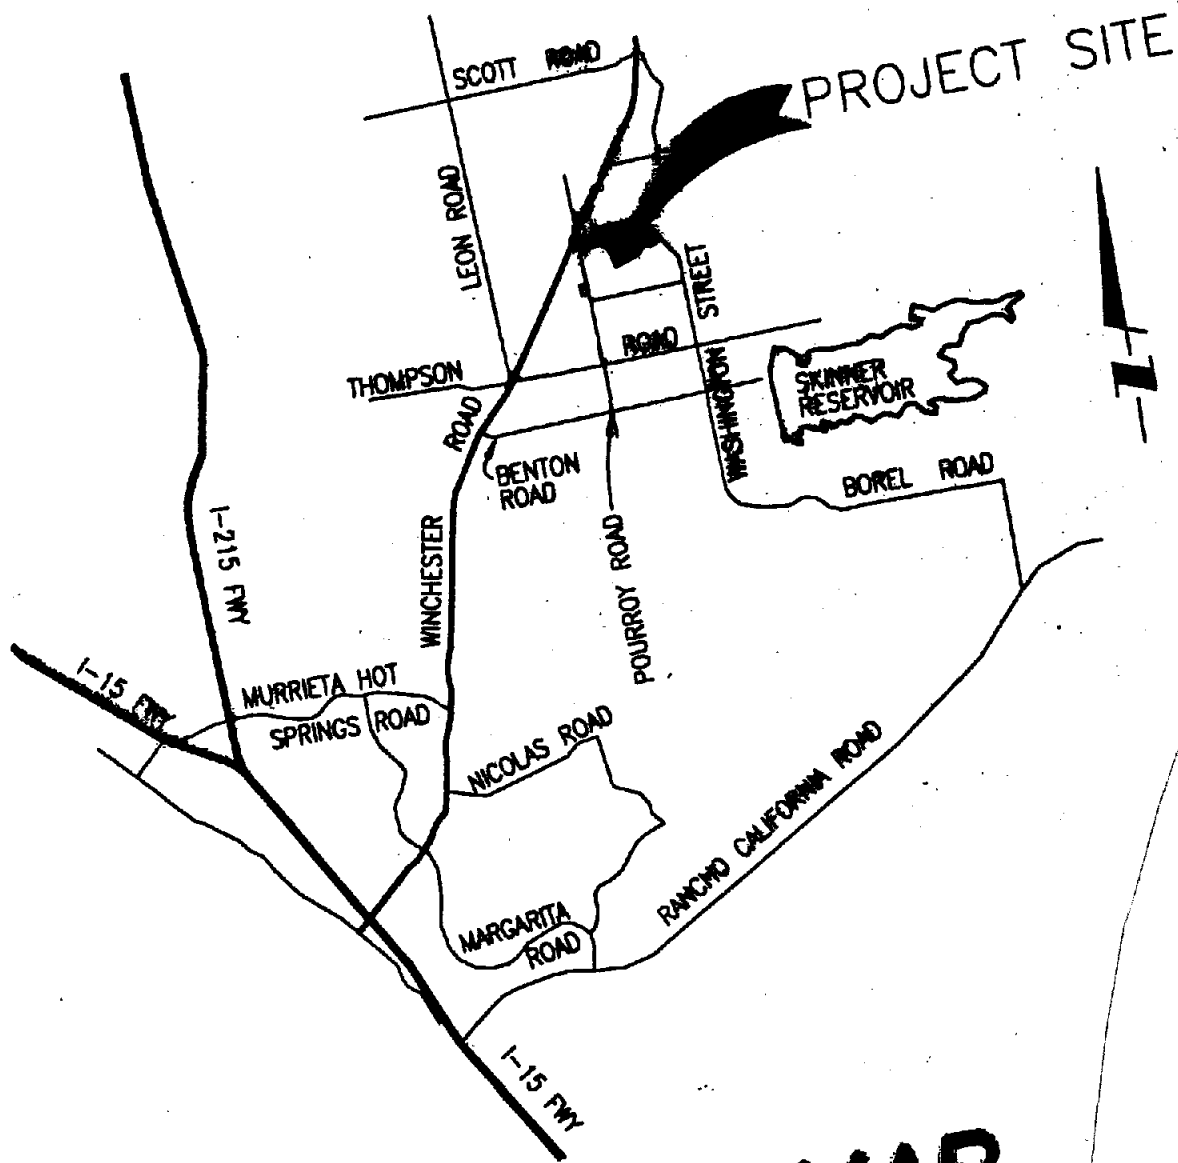 PROJECT SITE
SCOTT ROAD
LEON ROAD
STREET
WASHINGTON
THOMPSON
ROAD
SKINNER
RESERVOIR
ROAD
BENTON
ROAD
BOREL ROAD
I-215 FWY
WINCHESTER
POURROY ROAD
I-15 FWY
MURRIETA HOT
SPRINGS ROAD
NICOLAS ROAD
RANCHO CALIFORNIA ROAD
MARGARITA
ROAD
I-15 FWY
MAP